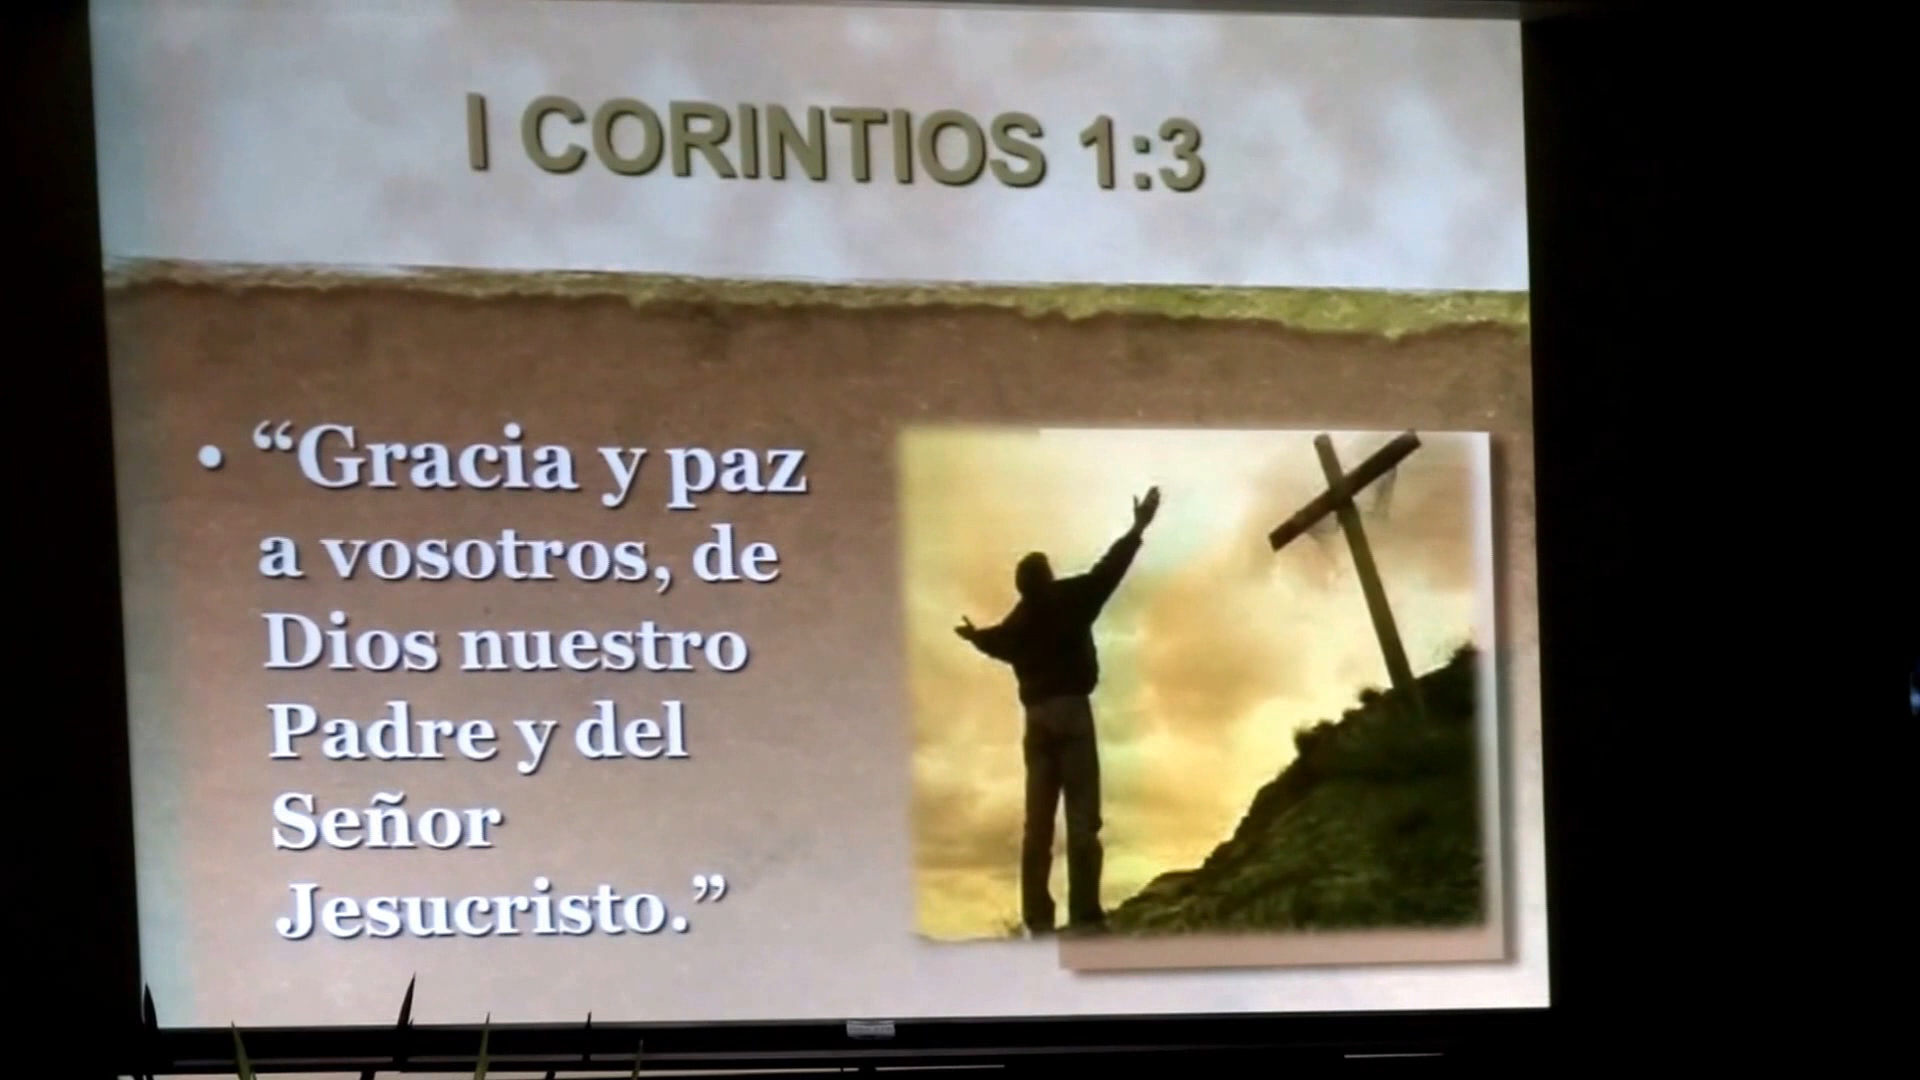 I CORINTIOS 1:3
• “Gracia y paz
a vosotros, de
Dios nuestro
Padre y del
Señor
Jesucristo.”